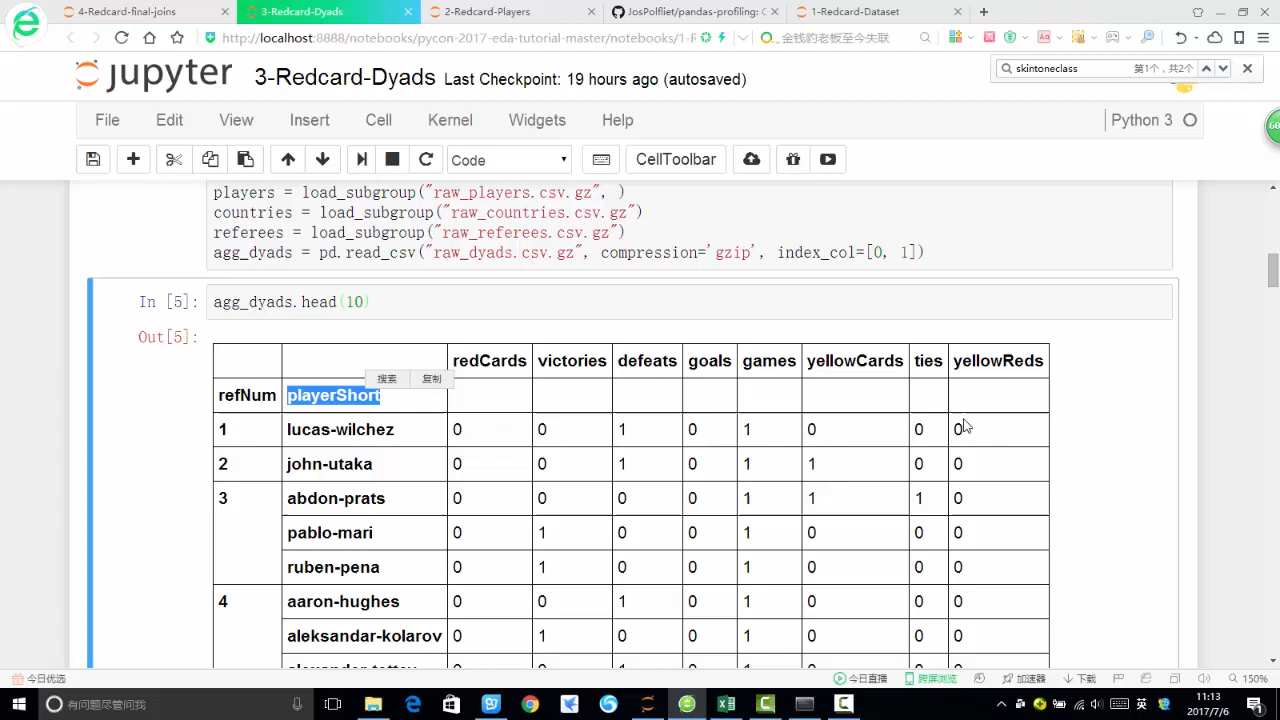 4-Redcard-final-joins
3-Redcard-Dyads
2-Redcard-Players
JosPolfliet/pandas-profiling: C
1-Redcard-Dataset
http://localhost:8888/notebooks/pycon-2017-eda-tutorial-master/notebooks/1-R
金钱豹老板至今失联
jupyter
3-Redcard-Dyads
Last Checkpoint: 19 hours ago (autosaved)
skintoneclass
第1个，共2个
File
Edit
View
Insert
Cell
Kernel
Widgets
Help
Python 3
60
Code
CellToolbar
players = load_subgroup("raw_players.csv.gz", )
countries = load_subgroup("raw_countries.csv.gz")
referees = load_subgroup("raw_referees.csv.gz")
agg_dyads = pd.read_csv("raw_dyads.csv.gz", compression='gzip', index_col=[0, 1])
In [5]:
agg_dyads.head(10)
Out[5]:
redCards victories defeats goals games yellowCards ties yellowReds
搜索 复制
refNum playerShort
1 lucas-wilchez 0 0 1 0 1 0 0 0
2 john-utaka 0 0 1 0 1 1 0 0
3 abdon-prats 0 0 0 0 1 1 1 0
pablo-mari 0 1 0 0 1 0 0 0
ruben-pena 0 1 0 0 1 0 0 0
4 aaron-hughes 0 0 1 0 1 0 0 0
aleksandar-kolarov 0 1 0 0 1 0 0 0
今日优选
今日直播
跨屏浏览
加速器
下载
150%
有问题尽管问我
英
11:13
2017/7/6